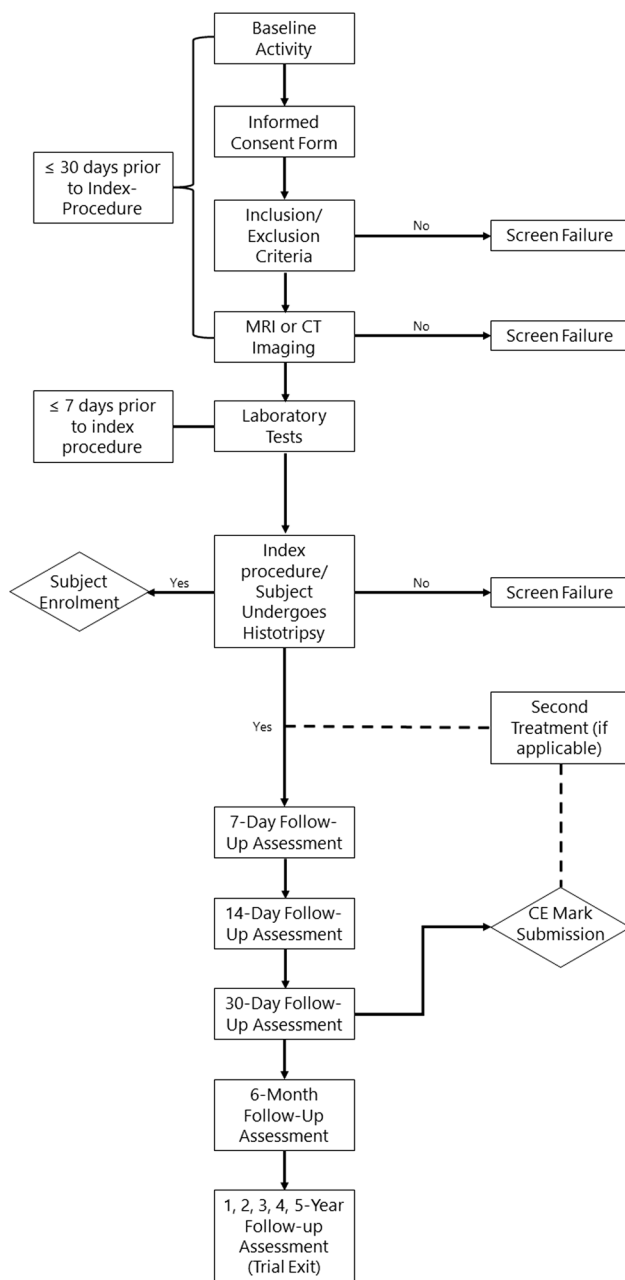 Baseline
Activity
Informed
Consent Form
≤ 30 days prior
to Index-
Procedure
Inclusion/
Exclusion
Criteria
No
Screen Failure
MRI or CT
Imaging
No
Screen Failure
≤ 7 days prior
to index
procedure
Laboratory
Tests
Index
procedure/
Subject
Undergoes
Histotripsy
Yes
Subject
Enrolment
No
Screen Failure
Yes
Second
Treatment (if
applicable)
7-Day Follow-
Up Assessment
14-Day Follow-
Up Assessment
CE Mark
Submission
30-Day Follow-
Up Assessment
6-Month
Follow-Up
Assessment
1, 2, 3, 4, 5-Year
Follow-up
Assessment
(Trial Exit)